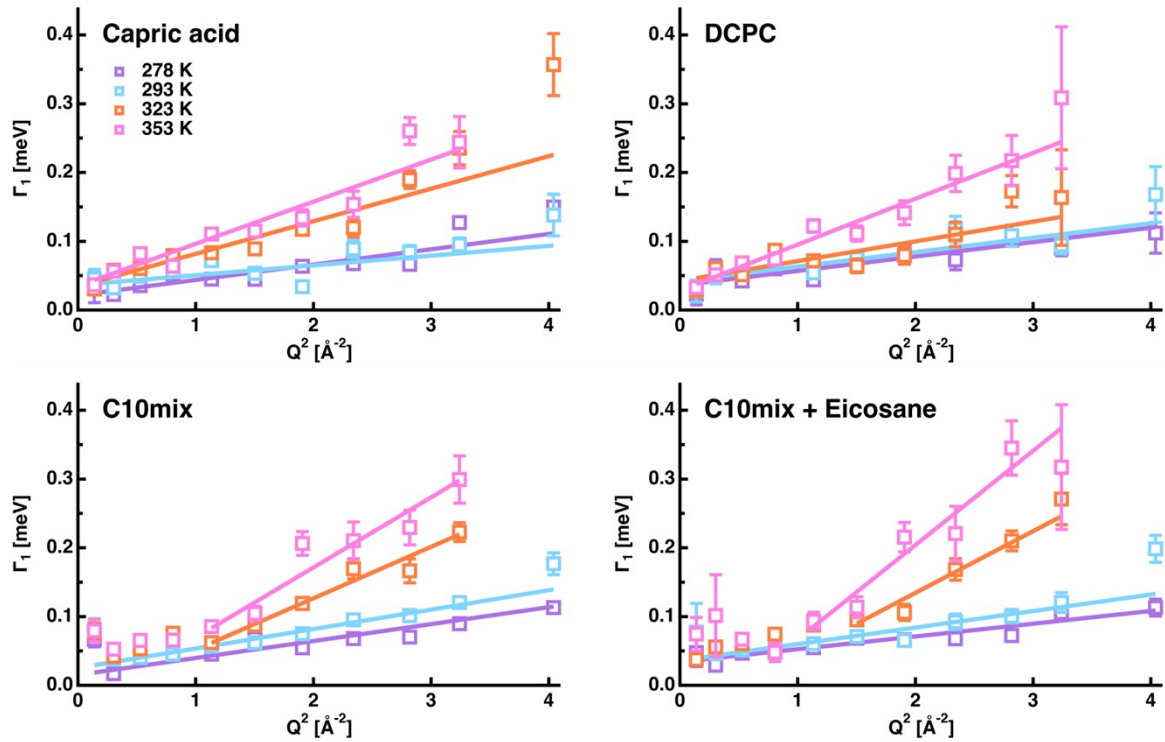 Capric acid
278 K
293 K
323 K
353 K
Γ₁ [meV]
0.4
0.3
0.2
0.1
0.0
0 1 2 3 4
Q² [Å⁻²]
DCPC
Γ₁ [meV]
0.4
0.3
0.2
0.1
0.0
0 1 2 3 4
Q² [Å⁻²]
C10mix
Γ₁ [meV]
0.4
0.3
0.2
0.1
0.0
0 1 2 3 4
Q² [Å⁻²]
C10mix + Eicosane
Γ₁ [meV]
0.4
0.3
0.2
0.1
0.0
0 1 2 3 4
Q² [Å⁻²]